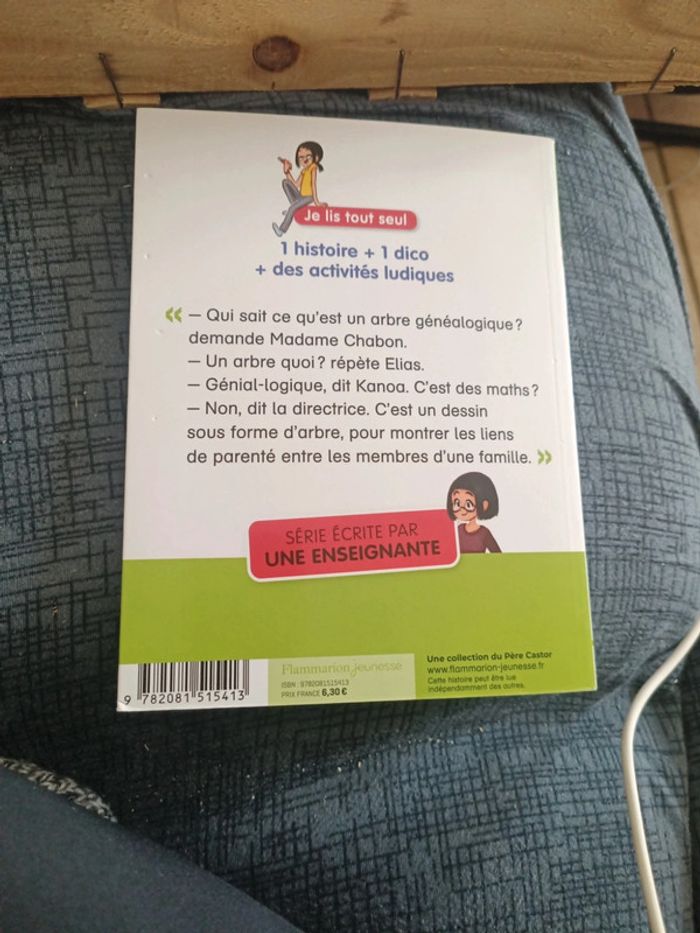 Je lis tout seul
1 histoire + 1 dico
+ des activités ludiques
« – Qui sait ce qu'est un arbre généalogique ?
demande Madame Chabon.
– Un arbre quoi ? répète Elias.
– Génial-logique, dit Kanoa. C'est des maths ?
– Non, dit la directrice. C'est un dessin
sous forme d'arbre, pour montrer les liens
de parenté entre les membres d'une famille. »
SÉRIE ÉCRITE PAR
UNE ENSEIGNANTE
9 782081 515413
Flammarion jeunesse
ISBN : 9782081515413
PRIX FRANCE 6,30 €
Une collection du Père Castor
www.flammarion-jeunesse.fr
Cette histoire peut être lue
indépendamment des autres.